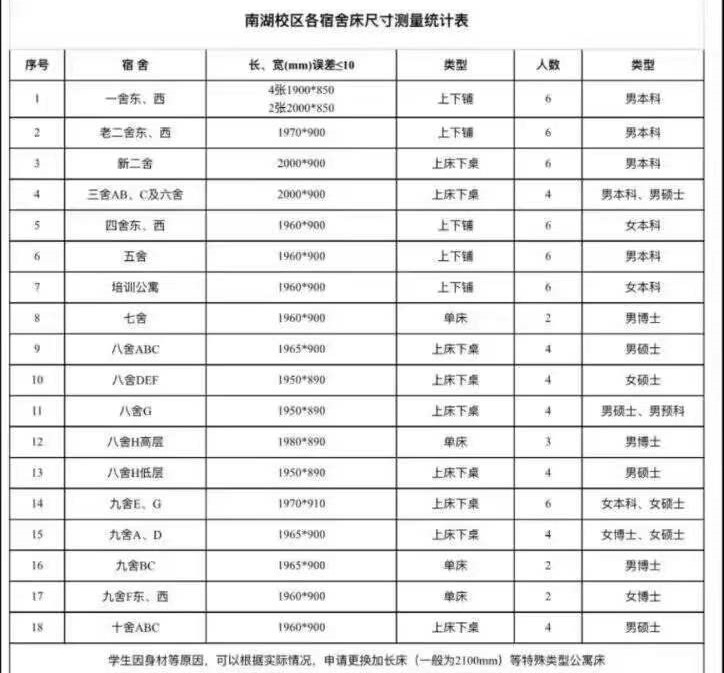 南湖校区各宿舍床尺寸测量统计表
序号 宿舍 长、宽(mm)误差≤10 类型 人数 类型
1 一舍东、西 4张1900*850 上下铺 6 男本科
2张2000*850
2 老二舍东、西 1970*900 上下铺 6 男本科
3 新二舍 2000*900 上床下桌 6 男本科
4 三舍AB、C及六舍 2000*900 上床下桌 4 男本科、男硕士
5 四舍东、西 1960*900 上下铺 6 女本科
6 五舍 1960*900 上下铺 6 男本科
7 培训公寓 1960*900 上下铺 6 女本科
8 七舍 1960*900 单床 2 男博士
9 八舍ABC 1965*900 上床下桌 4 男硕士
10 八舍DEF 1950*890 上床下桌 4 女硕士
11 八舍G 1950*890 上床下桌 4 男硕士、男预科
12 八舍H高层 1980*890 单床 3 男博士
13 八舍H低层 1950*890 上床下桌 4 男硕士
14 九舍E、G 1970*910 上床下桌 6 女本科、女硕士
15 九舍A、D 1965*900 上床下桌 4 女博士、女硕士
16 九舍BC 1965*900 单床 2 男博士
17 九舍F东、西 1960*900 单床 2 女博士
18 十舍ABC 1960*900 上床下桌 4 男硕士
学生因身材等原因，可以根据实际情况，申请更换加长床（一般为2100mm）等特殊类型公寓床